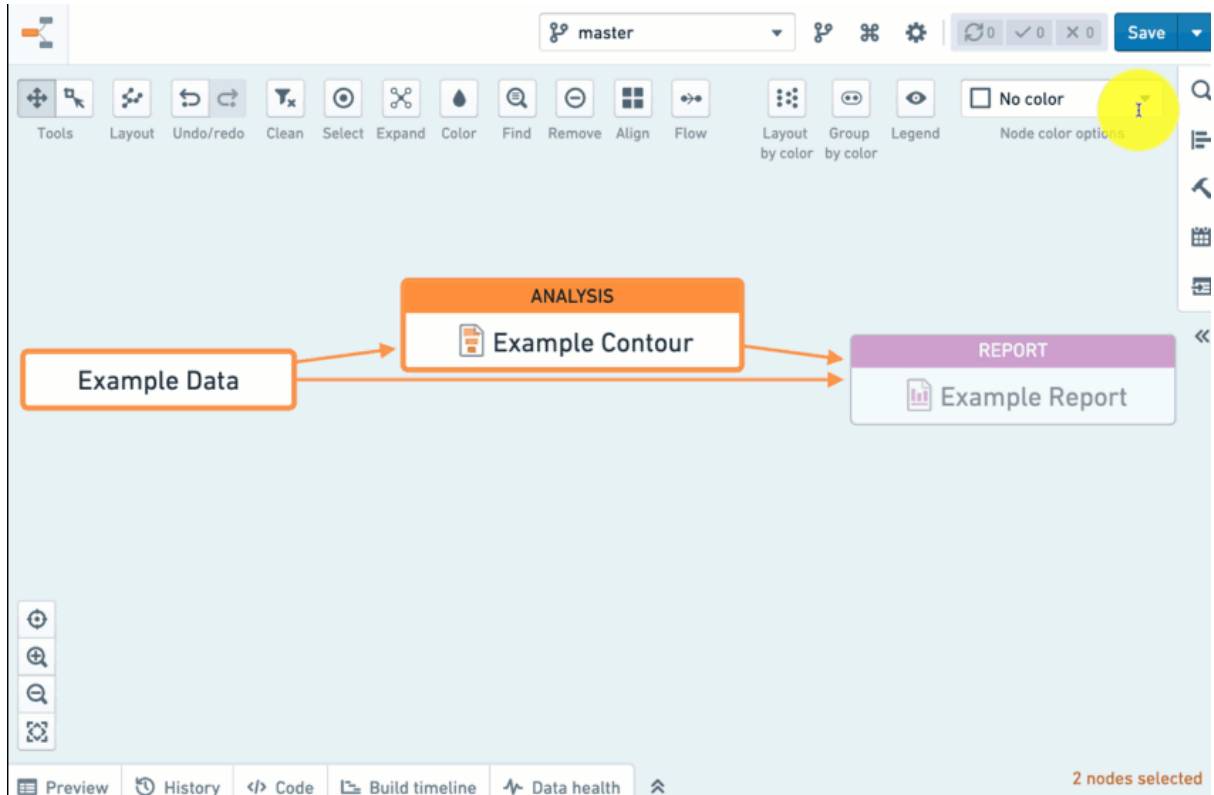 master
0
0
0
Save
No color
Tools
Layout
Undo/redo
Clean
Select
Expand
Color
Find
Remove
Align
Flow
Layout
by color
Group
by color
Legend
Node color options
ANALYSIS
Example Contour
Example Data
REPORT
Example Report
Preview
History
</> Code
Build timeline
Data health
2 nodes selected